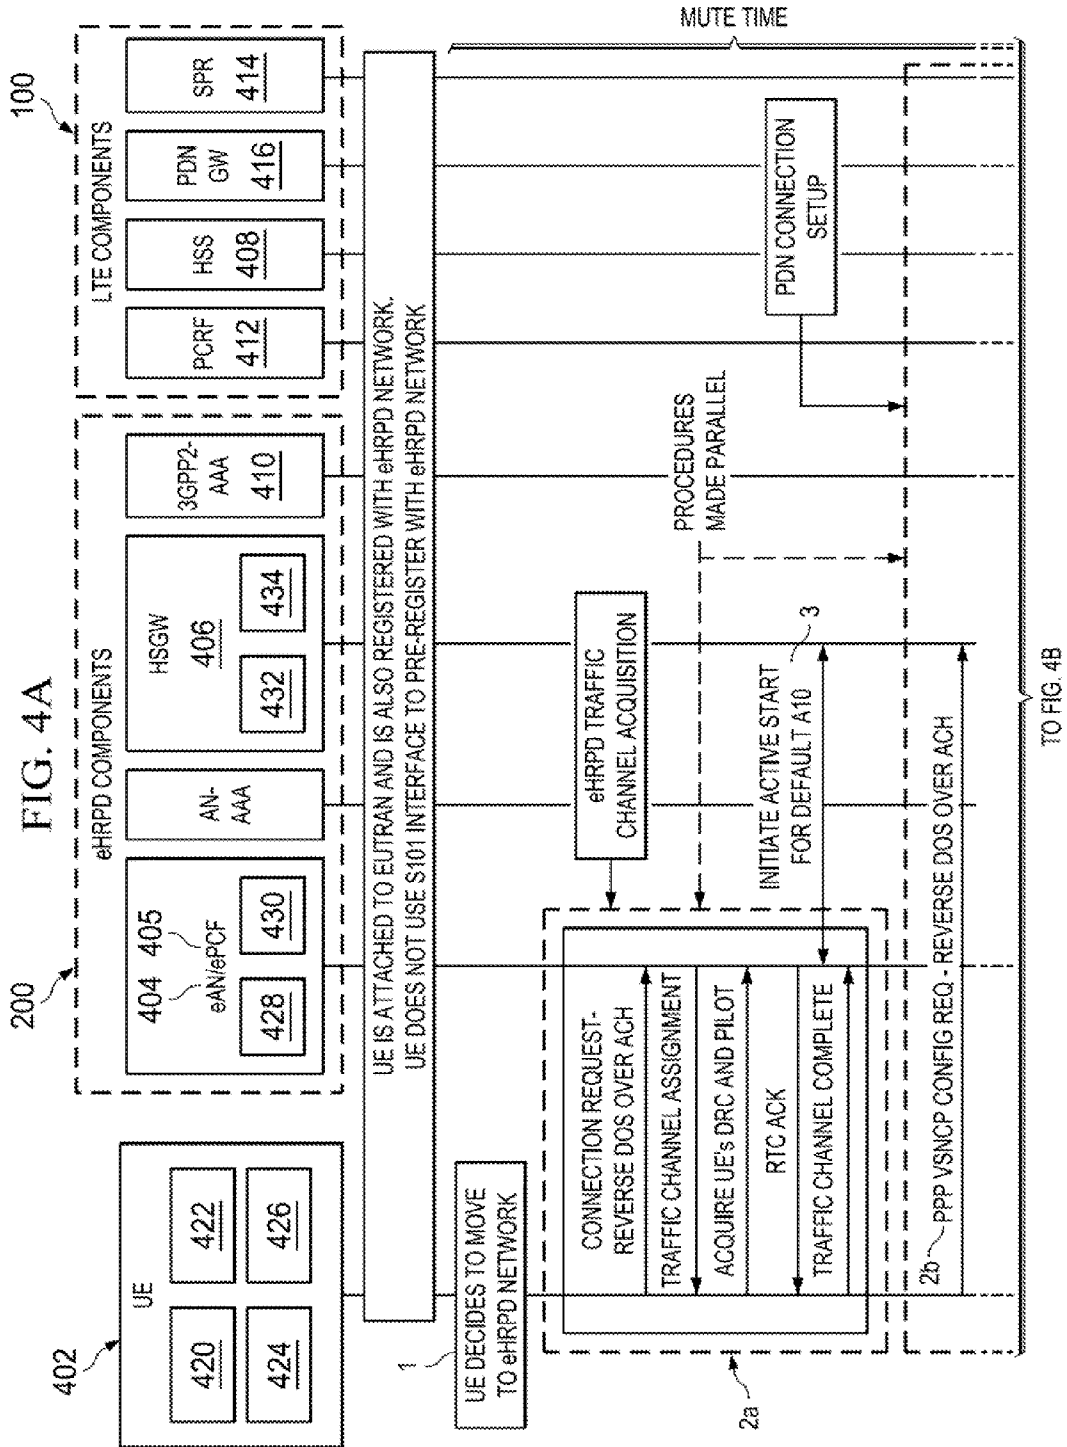 FIG. 4A
402
UE
420
422
424
426
200
eHRPD COMPONENTS
404
405
eAN/ePCF
428
430
AN-
AAA
HSGW
406
432
434
3GPP2-
AAA
410
100
LTE COMPONENTS
PCRF
412
HSS
408
PDN
GW
416
SPR
414
UE IS ATTACHED TO EUTRAN AND IS ALSO REGISTERED WITH eHRPD NETWORK.
UE DOES NOT USE S101 INTERFACE TO PRE-REGISTER WITH eHRPD NETWORK
1
UE DECIDES TO MOVE
TO eHRPD NETWORK
MUTE TIME
eHRPD TRAFFIC
CHANNEL ACQUISITION
PROCEDURES
MADE PARALLEL
2a
CONNECTION REQUEST-
REVERSE DOS OVER ACH
TRAFFIC CHANNEL ASSIGNMENT
ACQUIRE UE's DRC AND PILOT
RTC ACK
TRAFFIC CHANNEL COMPLETE
INITIATE ACTIVE START
FOR DEFAULT A10
3
PDN CONNECTION
SETUP
2b
PPP VSNCP CONFIG REQ - REVERSE DOS OVER ACH
TO FIG. 4B